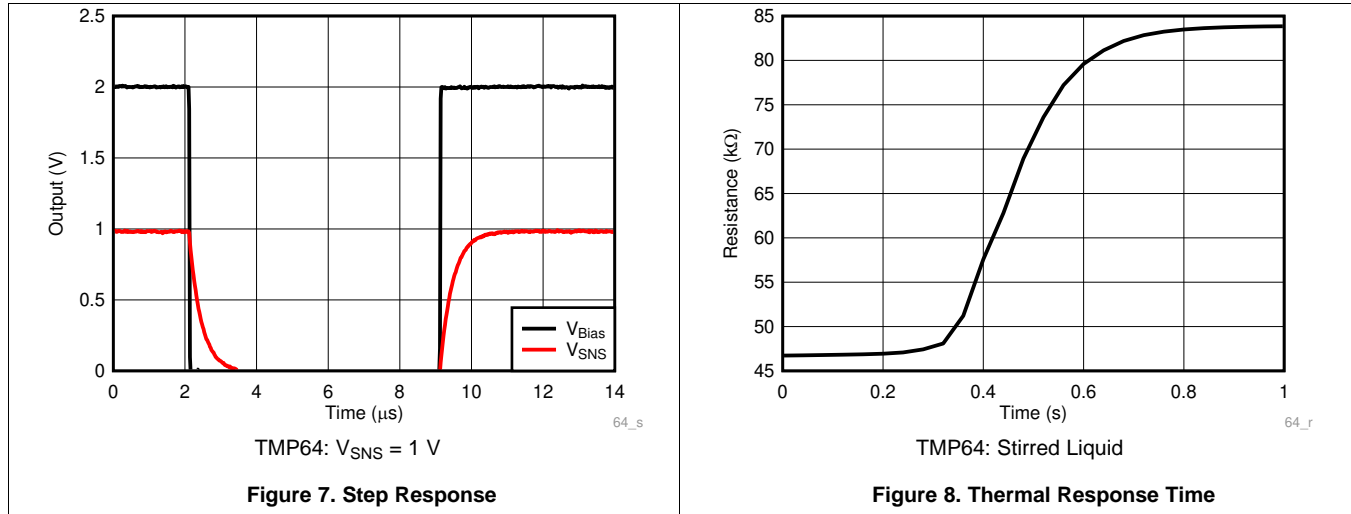 2.5
2
1.5
1
0.5
0
Output (V)
0 2 4 6 8 10 12 14
Time (μs)
V_Bias
V_SNS
64_s
TMP64: V_SNS = 1 V
Figure 7. Step Response
85
80
75
70
65
60
55
50
45
Resistance (kΩ)
0 0.2 0.4 0.6 0.8 1
Time (s)
64_r
TMP64: Stirred Liquid
Figure 8. Thermal Response Time